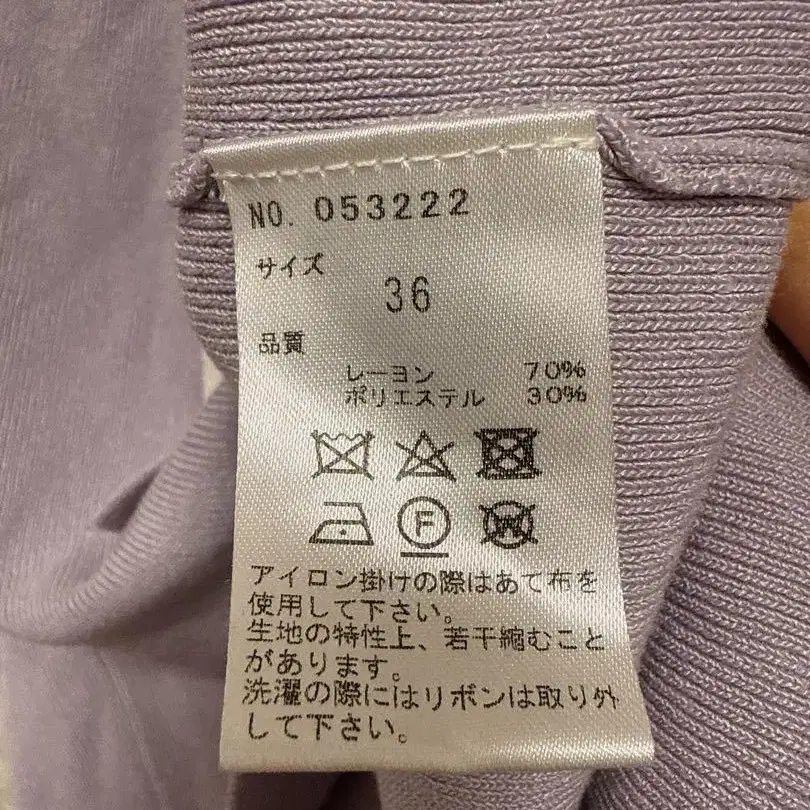 NO. 053222
サイズ
36
品質
レーヨン 70%
ポリエステル 30%
F W
アイロン掛けの際はあて布を
使用して下さい。
生地の特性上、若干縮むこと
があります。
洗濯の際にはリボンは取り外
して下さい。